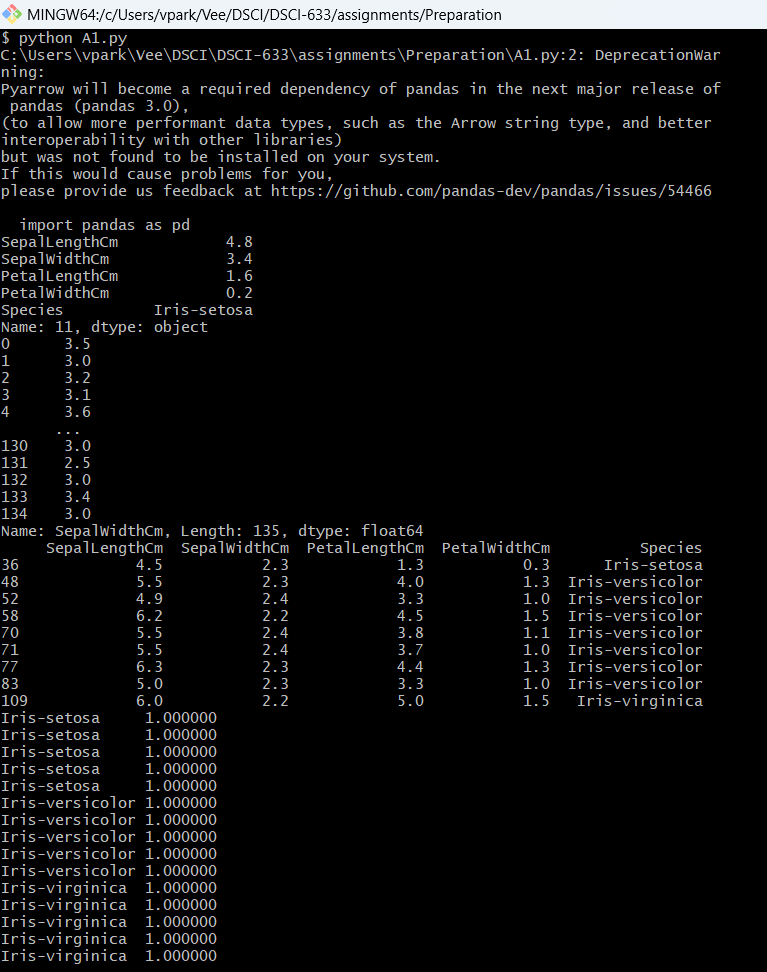 MINGW64:/c/Users/vpark/Vee/DSCI/DSCI-633/assignments/Preparation
$ python A1.py
C:\Users\vpark\Vee\DSCI\DSCI-633\assignments\Preparation\A1.py:2: DeprecationWar
ning:
Pyarrow will become a required dependency of pandas in the next major release of
 pandas (pandas 3.0),
(to allow more performant data types, such as the Arrow string type, and better
interoperability with other libraries)
but was not found to be installed on your system.
If this would cause problems for you,
please provide us feedback at https://github.com/pandas-dev/pandas/issues/54466

  import pandas as pd
SepalLengthCm            4.8
SepalWidthCm             3.4
PetalLengthCm            1.6
PetalWidthCm             0.2
Species          Iris-setosa
Name: 11, dtype: object
0      3.5
1      3.0
2      3.2
3      3.1
4      3.6
      ...
130    3.0
131    2.5
132    3.0
133    3.4
134    3.0
Name: SepalWidthCm, Length: 135, dtype: float64
     SepalLengthCm  SepalWidthCm  PetalLengthCm  PetalWidthCm          Species
36             4.5           2.3            1.3           0.3      Iris-setosa
48             5.5           2.3            4.0           1.3  Iris-versicolor
52             4.9           2.4            3.3           1.0  Iris-versicolor
58             6.2           2.2            4.5           1.5  Iris-versicolor
70             5.5           2.4            3.8           1.1  Iris-versicolor
71             5.5           2.4            3.7           1.0  Iris-versicolor
77             6.3           2.3            4.4           1.3  Iris-versicolor
83             5.0           2.3            3.3           1.0  Iris-versicolor
109            6.0           2.2            5.0           1.5   Iris-virginica
Iris-setosa     1.000000
Iris-setosa     1.000000
Iris-setosa     1.000000
Iris-setosa     1.000000
Iris-setosa     1.000000
Iris-versicolor 1.000000
Iris-versicolor 1.000000
Iris-versicolor 1.000000
Iris-versicolor 1.000000
Iris-versicolor 1.000000
Iris-virginica  1.000000
Iris-virginica  1.000000
Iris-virginica  1.000000
Iris-virginica  1.000000
Iris-virginica  1.000000